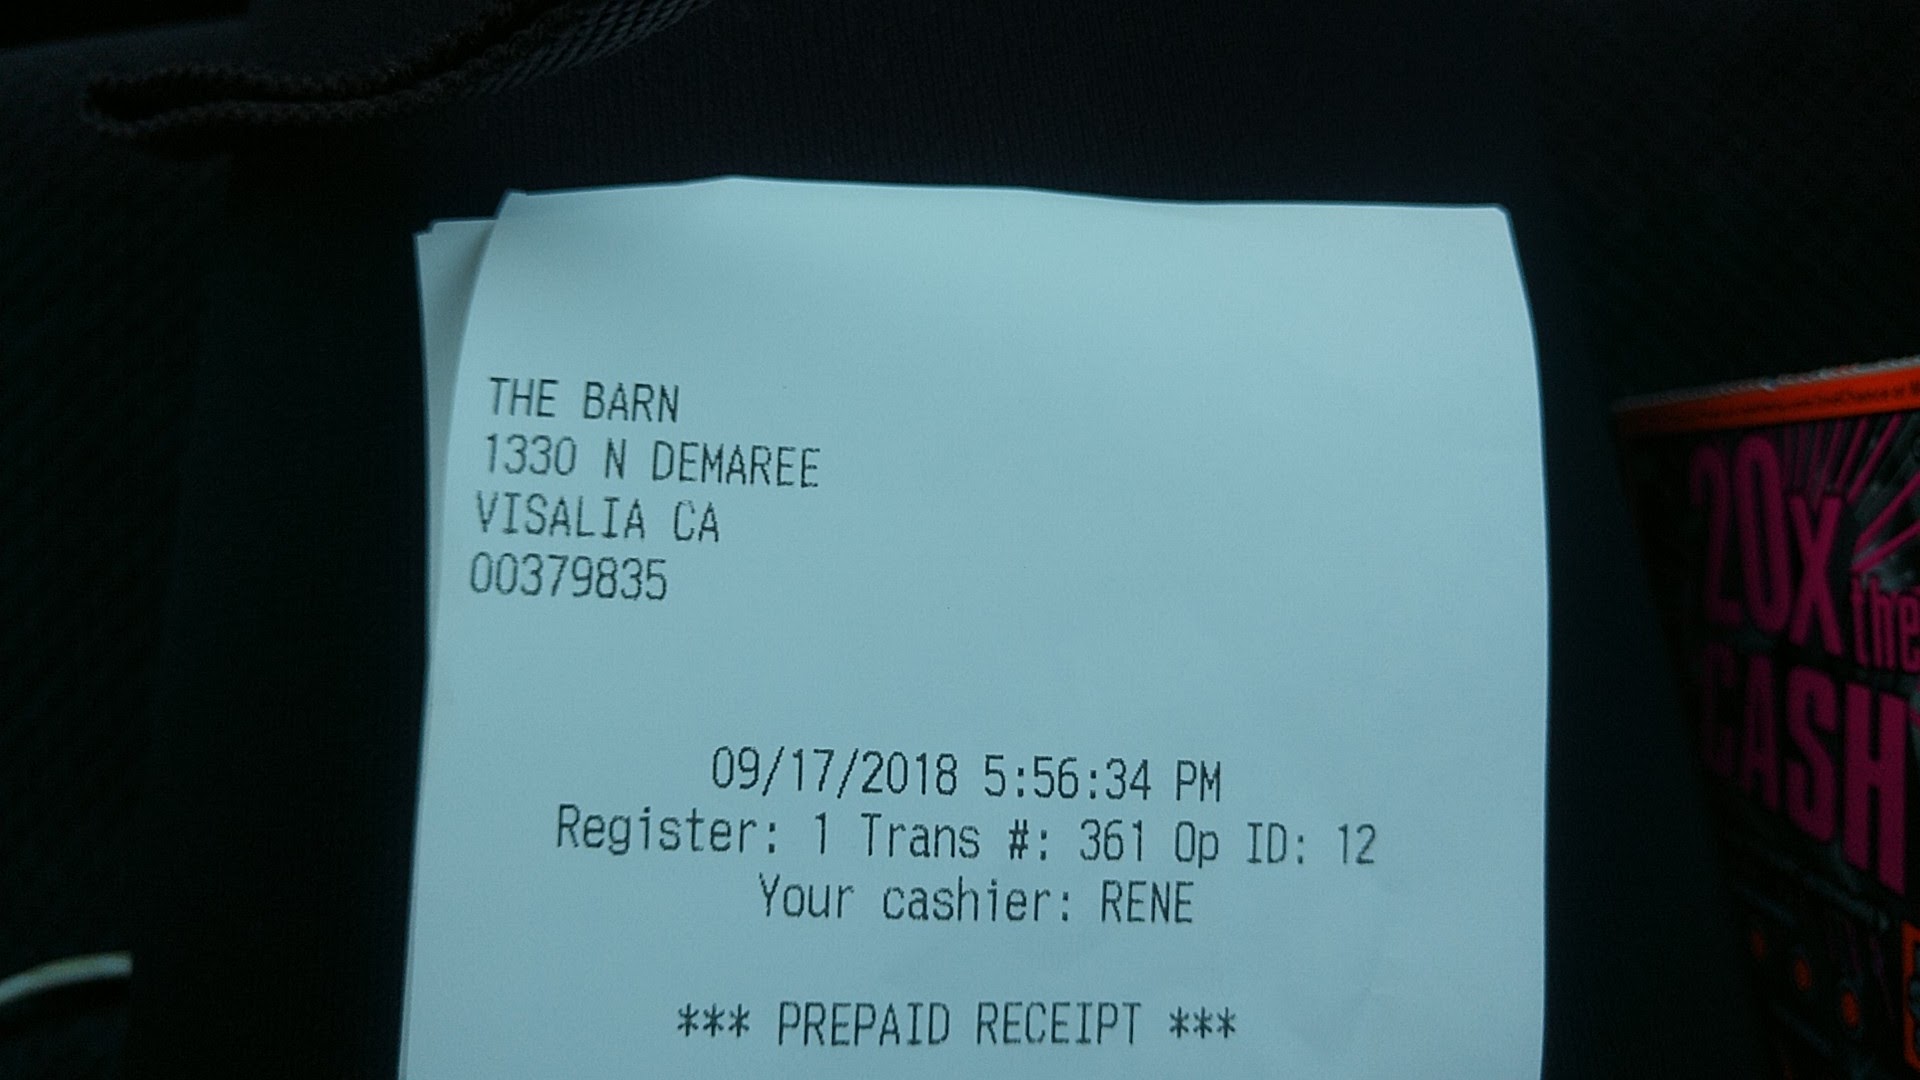 THE BARN
1330 N DEMAREE
VISALIA CA
00379835
09/17/2018 5:56:34 PM
Register: 1 Trans #: 361 Op ID: 12
Your cashier: RENE
*** PREPAID RECEIPT ***
20X the
CASH